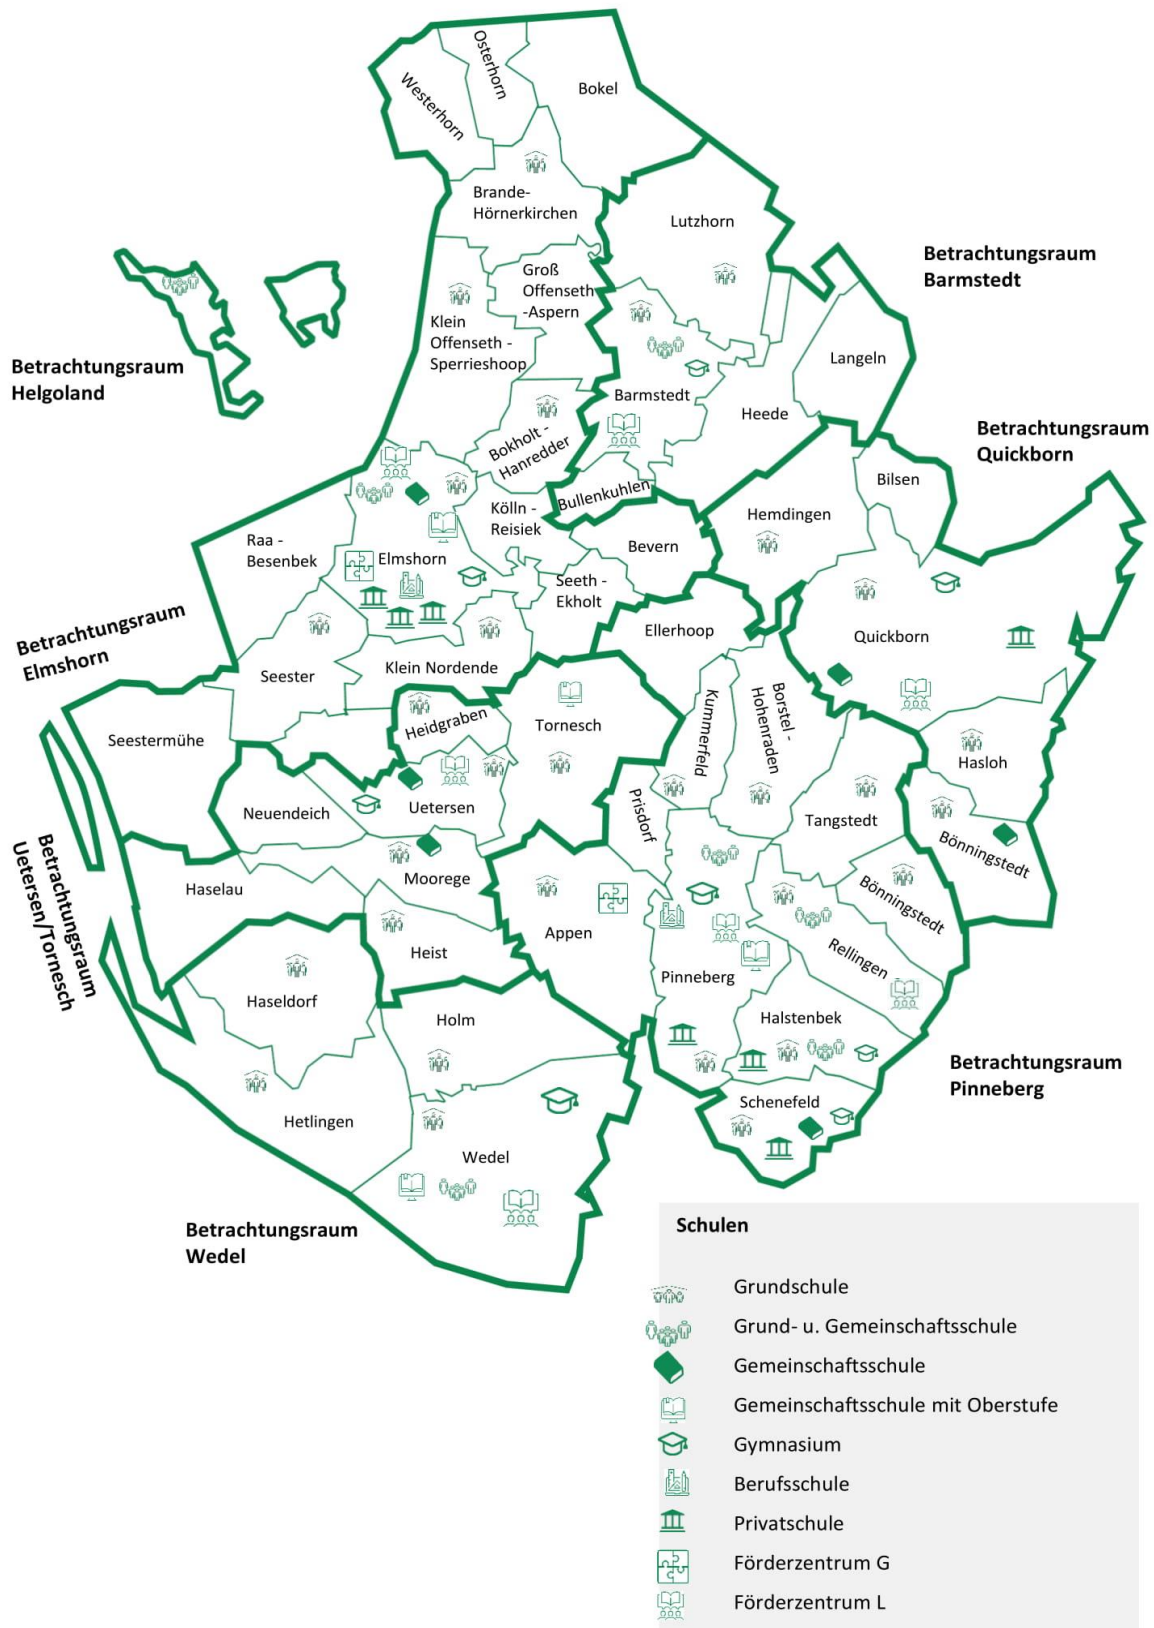 Osterhorn
Westerhorn
Bokel
Brande-
Hörnerkirchen
Lutzhorn
Betrachtungsraum
Barmstedt
Groß
Offenseth
-Aspern
Klein
Offenseth -
Sperrieshoop
Betrachtungsraum
Helgoland
Langeln
Barmstedt
Heede
Betrachtungsraum
Quickborn
Bokholt -
Hanredder
Bullenkuhlen
Bilsen
Kölln -
Reisiek
Hemdingen
Raa -
Besenbek
Elmshorn
Bevern
Seeth -
Ekholt
Betrachtungsraum
Elmshorn
Ellerhoop
Quickborn
Seester
Klein Nordende
Kummerfeld
Borstel -
Hohenraden
Seestermühe
Heidgraben
Tornesch
Hasloh
Neuendeich
Uetersen
Prisdorf
Tangstedt
Bönningstedt
Betrachtungsraum
Uetersen/Tornesch
Haselau
Moorege
Bönningstedt
Appen
Heist
Rellingen
Pinneberg
Haseldorf
Holm
Halstenbek
Betrachtungsraum
Pinneberg
Hetlingen
Schenefeld
Wedel
Betrachtungsraum
Wedel
Schulen
Grundschule
Grund- u. Gemeinschaftsschule
Gemeinschaftsschule
Gemeinschaftsschule mit Oberstufe
Gymnasium
Berufsschule
Privatschule
Förderzentrum G
Förderzentrum L